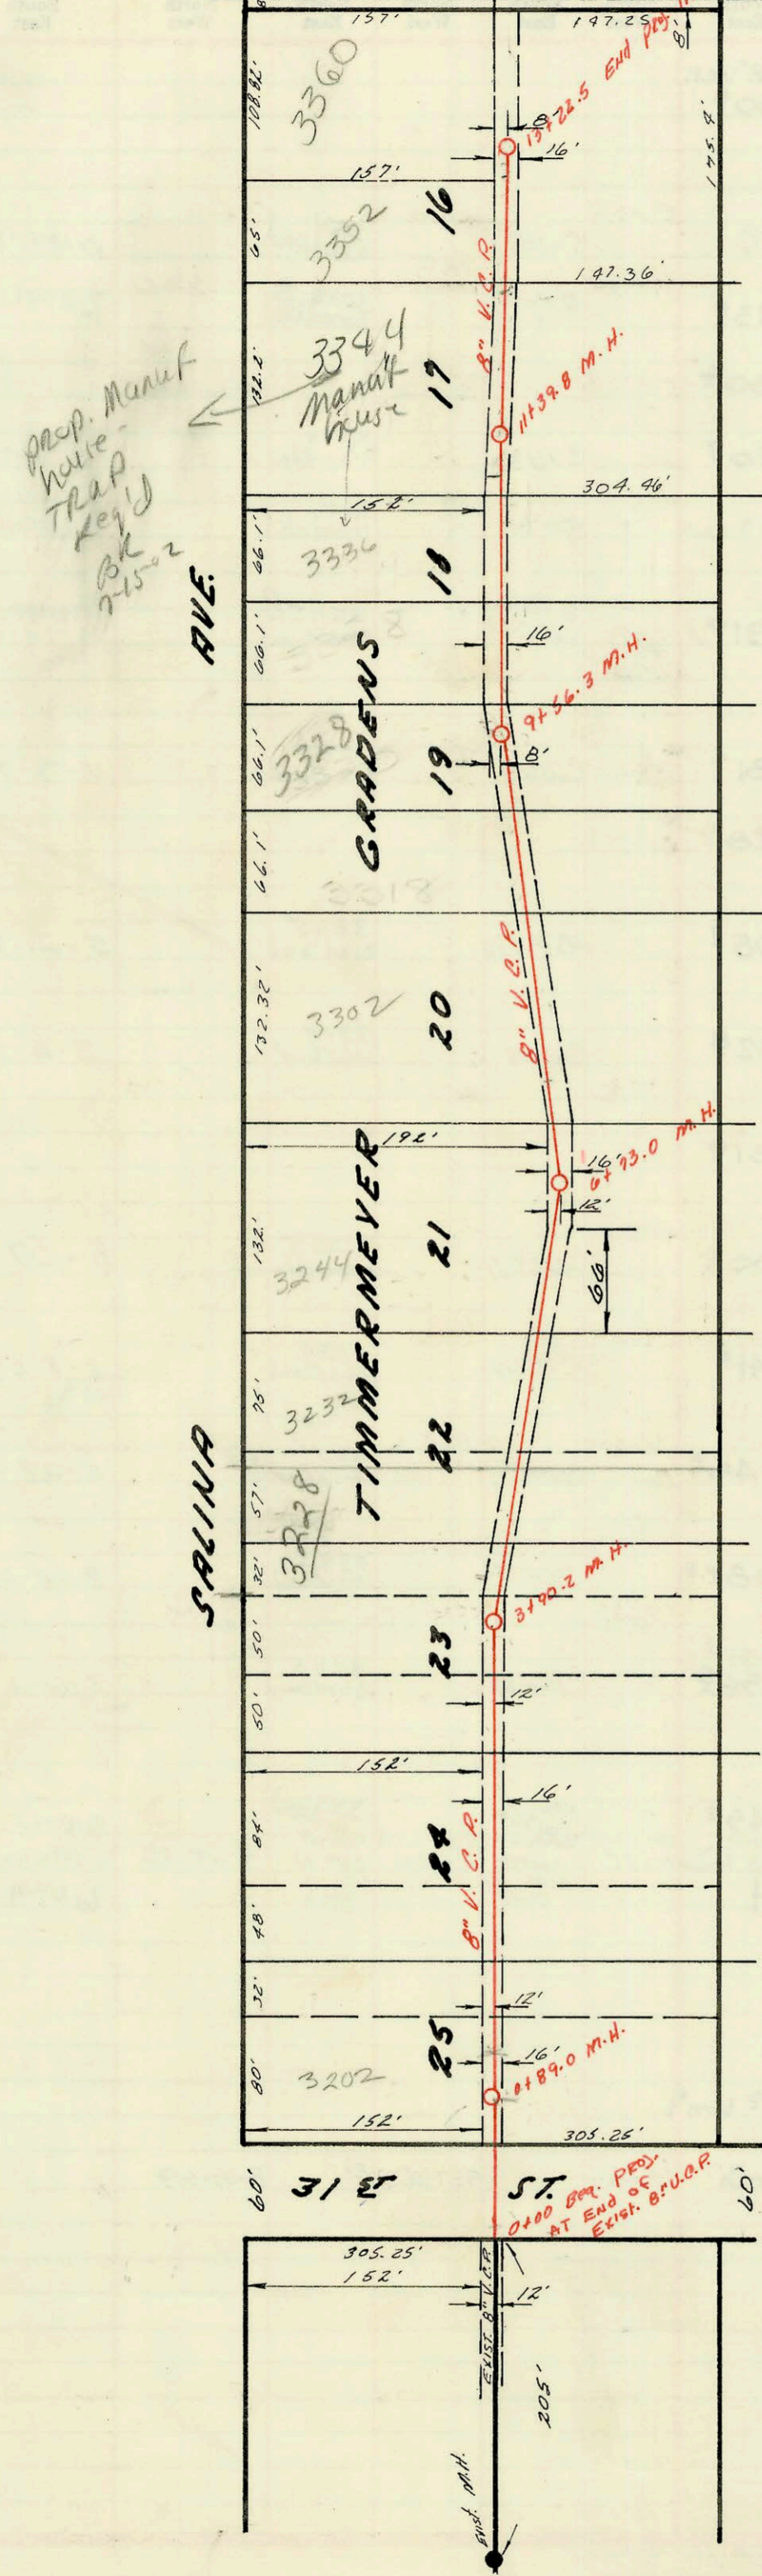 157'
147.25'
8'
108.82'
3360
13+22.5 END PROJ.
8'
16'
175.4'
157'
16
65'
3352
8" V.C.P.
147.36'
132.2'
3344
Manuf
house
17
11+39.8 M.H.
prop. Manuf
house-
TRAP
Req'd
BK
7-15-02
304.46'
152'
66.1'
3336
18
AVE.
66.1'
16'
9+56.3 M.H.
66.1'
3328
GRADENS
19
8'
66.1'
3318
8" V.C.P.
132.32'
3302
20
192'
16'
6+73.0 M.H.
12'
132'
3244
TIMMERMEYER
21
66'
75'
3232
22
SALINA
57'
3228
32'
3+90.2 M.H.
50'
23
50'
12'
152'
16'
84'
24
8" V.C.P.
48'
32'
12'
25
16'
80'
3202
0+89.0 M.H.
152'
305.25'
60'
31 ST
ST.
60'
0+00 Beg. PROJ.
AT END OF
EXIST. 8" V.C.P.
305.25'
152'
EXIST. 8" V.C.P.
12'
205'
EXIST. M.H.